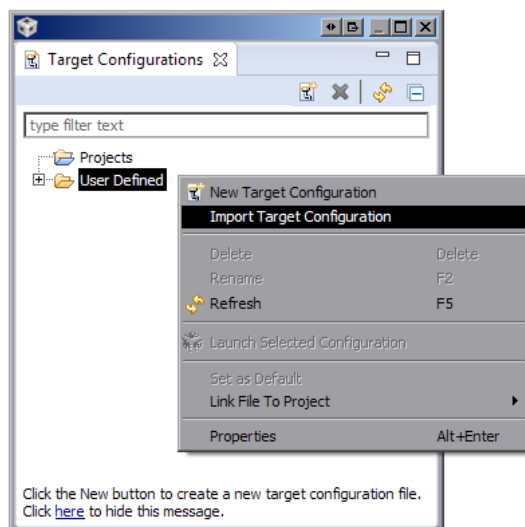 Target Configurations
type filter text
Projects
User Defined
New Target Configuration
Import Target Configuration
Delete Delete
Rename F2
Refresh F5
Launch Selected Configuration
Set as Default
Link File To Project
Properties Alt+Enter
Click the New button to create a new target configuration file.
Click here to hide this message.